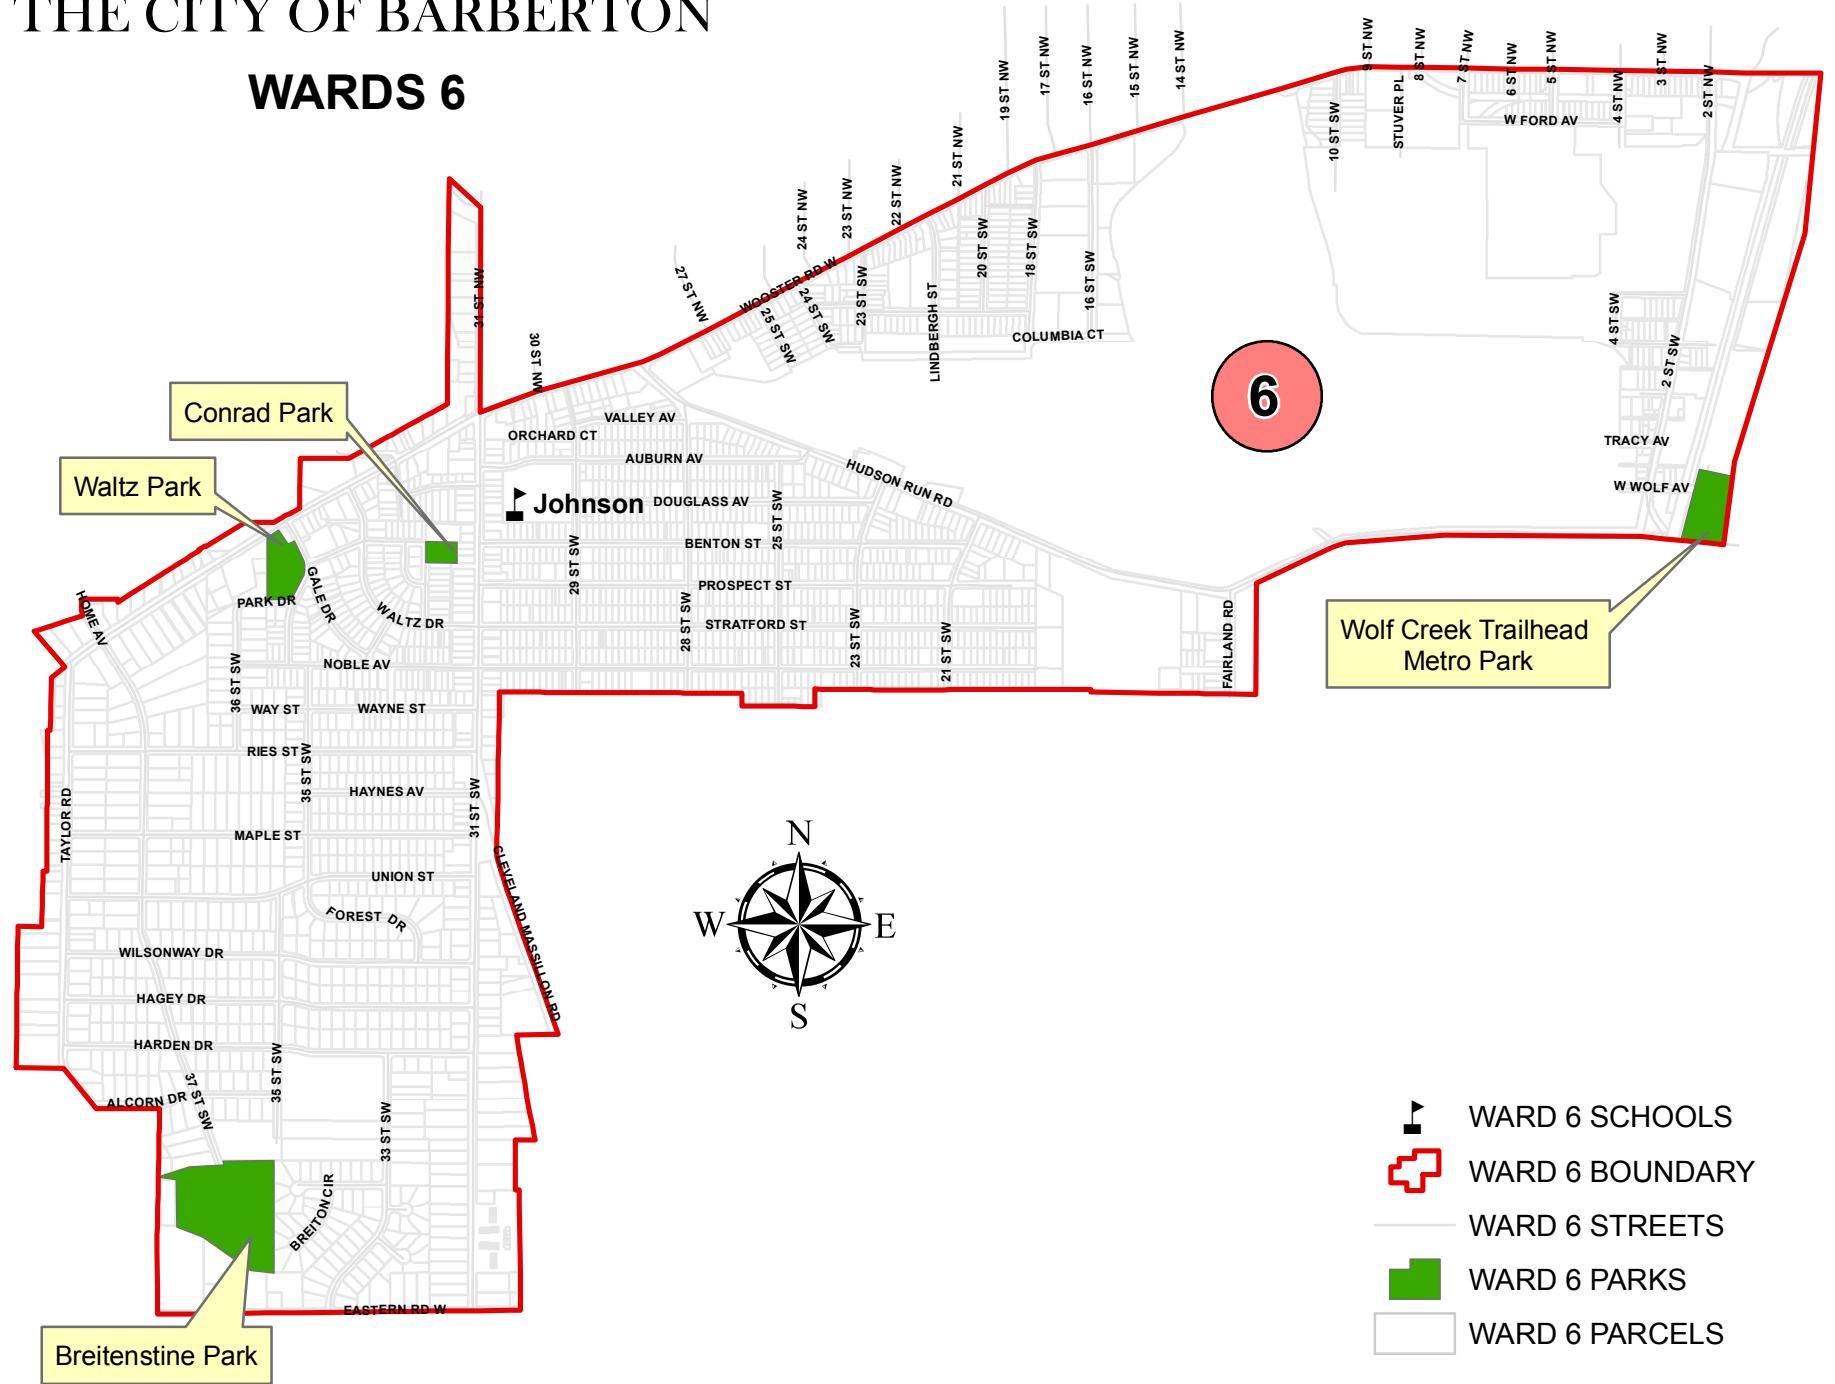 THE CITY OF BARBERTON
WARDS 6
9 ST NW
8 ST NW
7 ST NW
6 ST NW
5 ST NW
4 ST NW
3 ST NW
2 ST NW
19 ST NW
17 ST NW
16 ST NW
15 ST NW
14 ST NW
10 ST SW
STUVER PL
W FORD AV
21 ST NW
22 ST NW
23 ST NW
24 ST NW
27 ST NW
WOOSTER RD W
25 ST SW
24 ST SW
23 ST SW
LINDBERGH ST
20 ST SW
18 ST SW
16 ST SW
COLUMBIA CT
31 ST NW
30 ST NW
4 ST SW
2 ST SW
6
Conrad Park
Waltz Park
VALLEY AV
ORCHARD CT
AUBURN AV
HUDSON RUN RD
TRACY AV
W WOLF AV
Johnson
DOUGLASS AV
25 ST SW
BENTON ST
29 ST SW
PROSPECT ST
28 ST SW
STRATFORD ST
23 ST SW
21 ST SW
FAIRLAND RD
Wolf Creek Trailhead
Metro Park
HOME AV
PARK DR
GALE DR
WALTZ DR
NOBLE AV
36 ST SW
WAY ST
WAYNE ST
RIES ST
35 ST SW
HAYNES AV
31 ST SW
TAYLOR RD
MAPLE ST
UNION ST
CLEVELAND MASSILLON RD
FOREST DR
WILSONWAY DR
HAGEY DR
HARDEN DR
35 ST SW
37 ST SW
ALCORN DR
33 ST SW
BREITON CIR
EASTERN RD W
Breitenstine Park
N
W
E
S
WARD 6 SCHOOLS
WARD 6 BOUNDARY
WARD 6 STREETS
WARD 6 PARKS
WARD 6 PARCELS